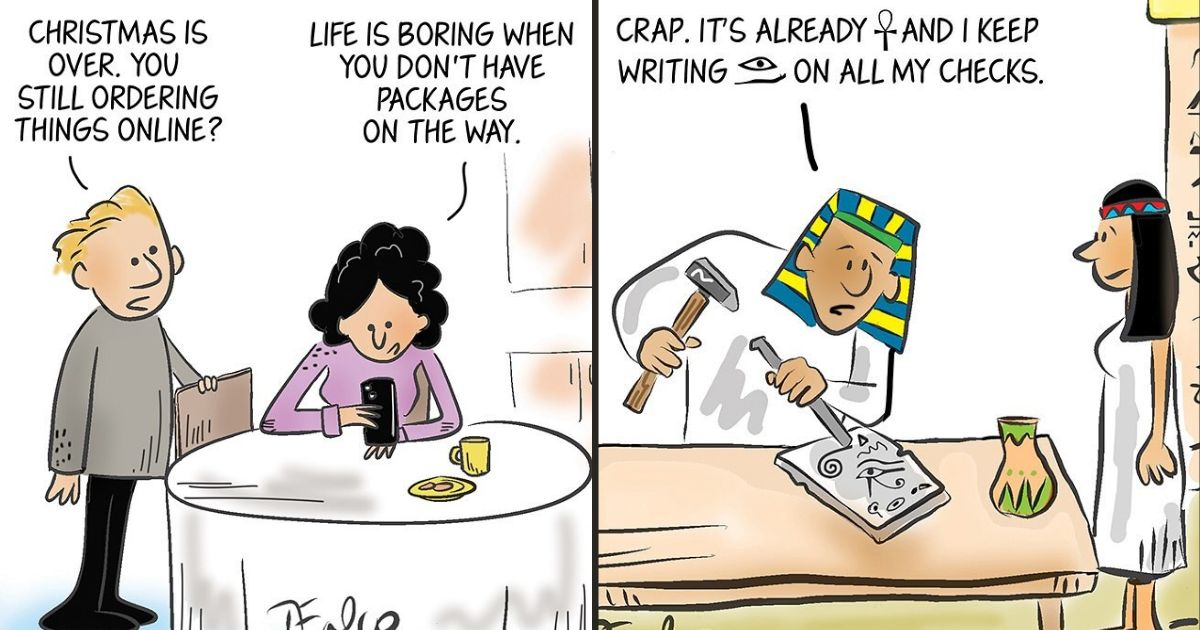 CHRISTMAS IS
OVER. YOU
STILL ORDERING
THINGS ONLINE?
LIFE IS BORING WHEN
YOU DON'T HAVE
PACKAGES
ON THE WAY.
CRAP. IT'S ALREADY ☥ AND I KEEP
WRITING 𓁹 ON ALL MY CHECKS.